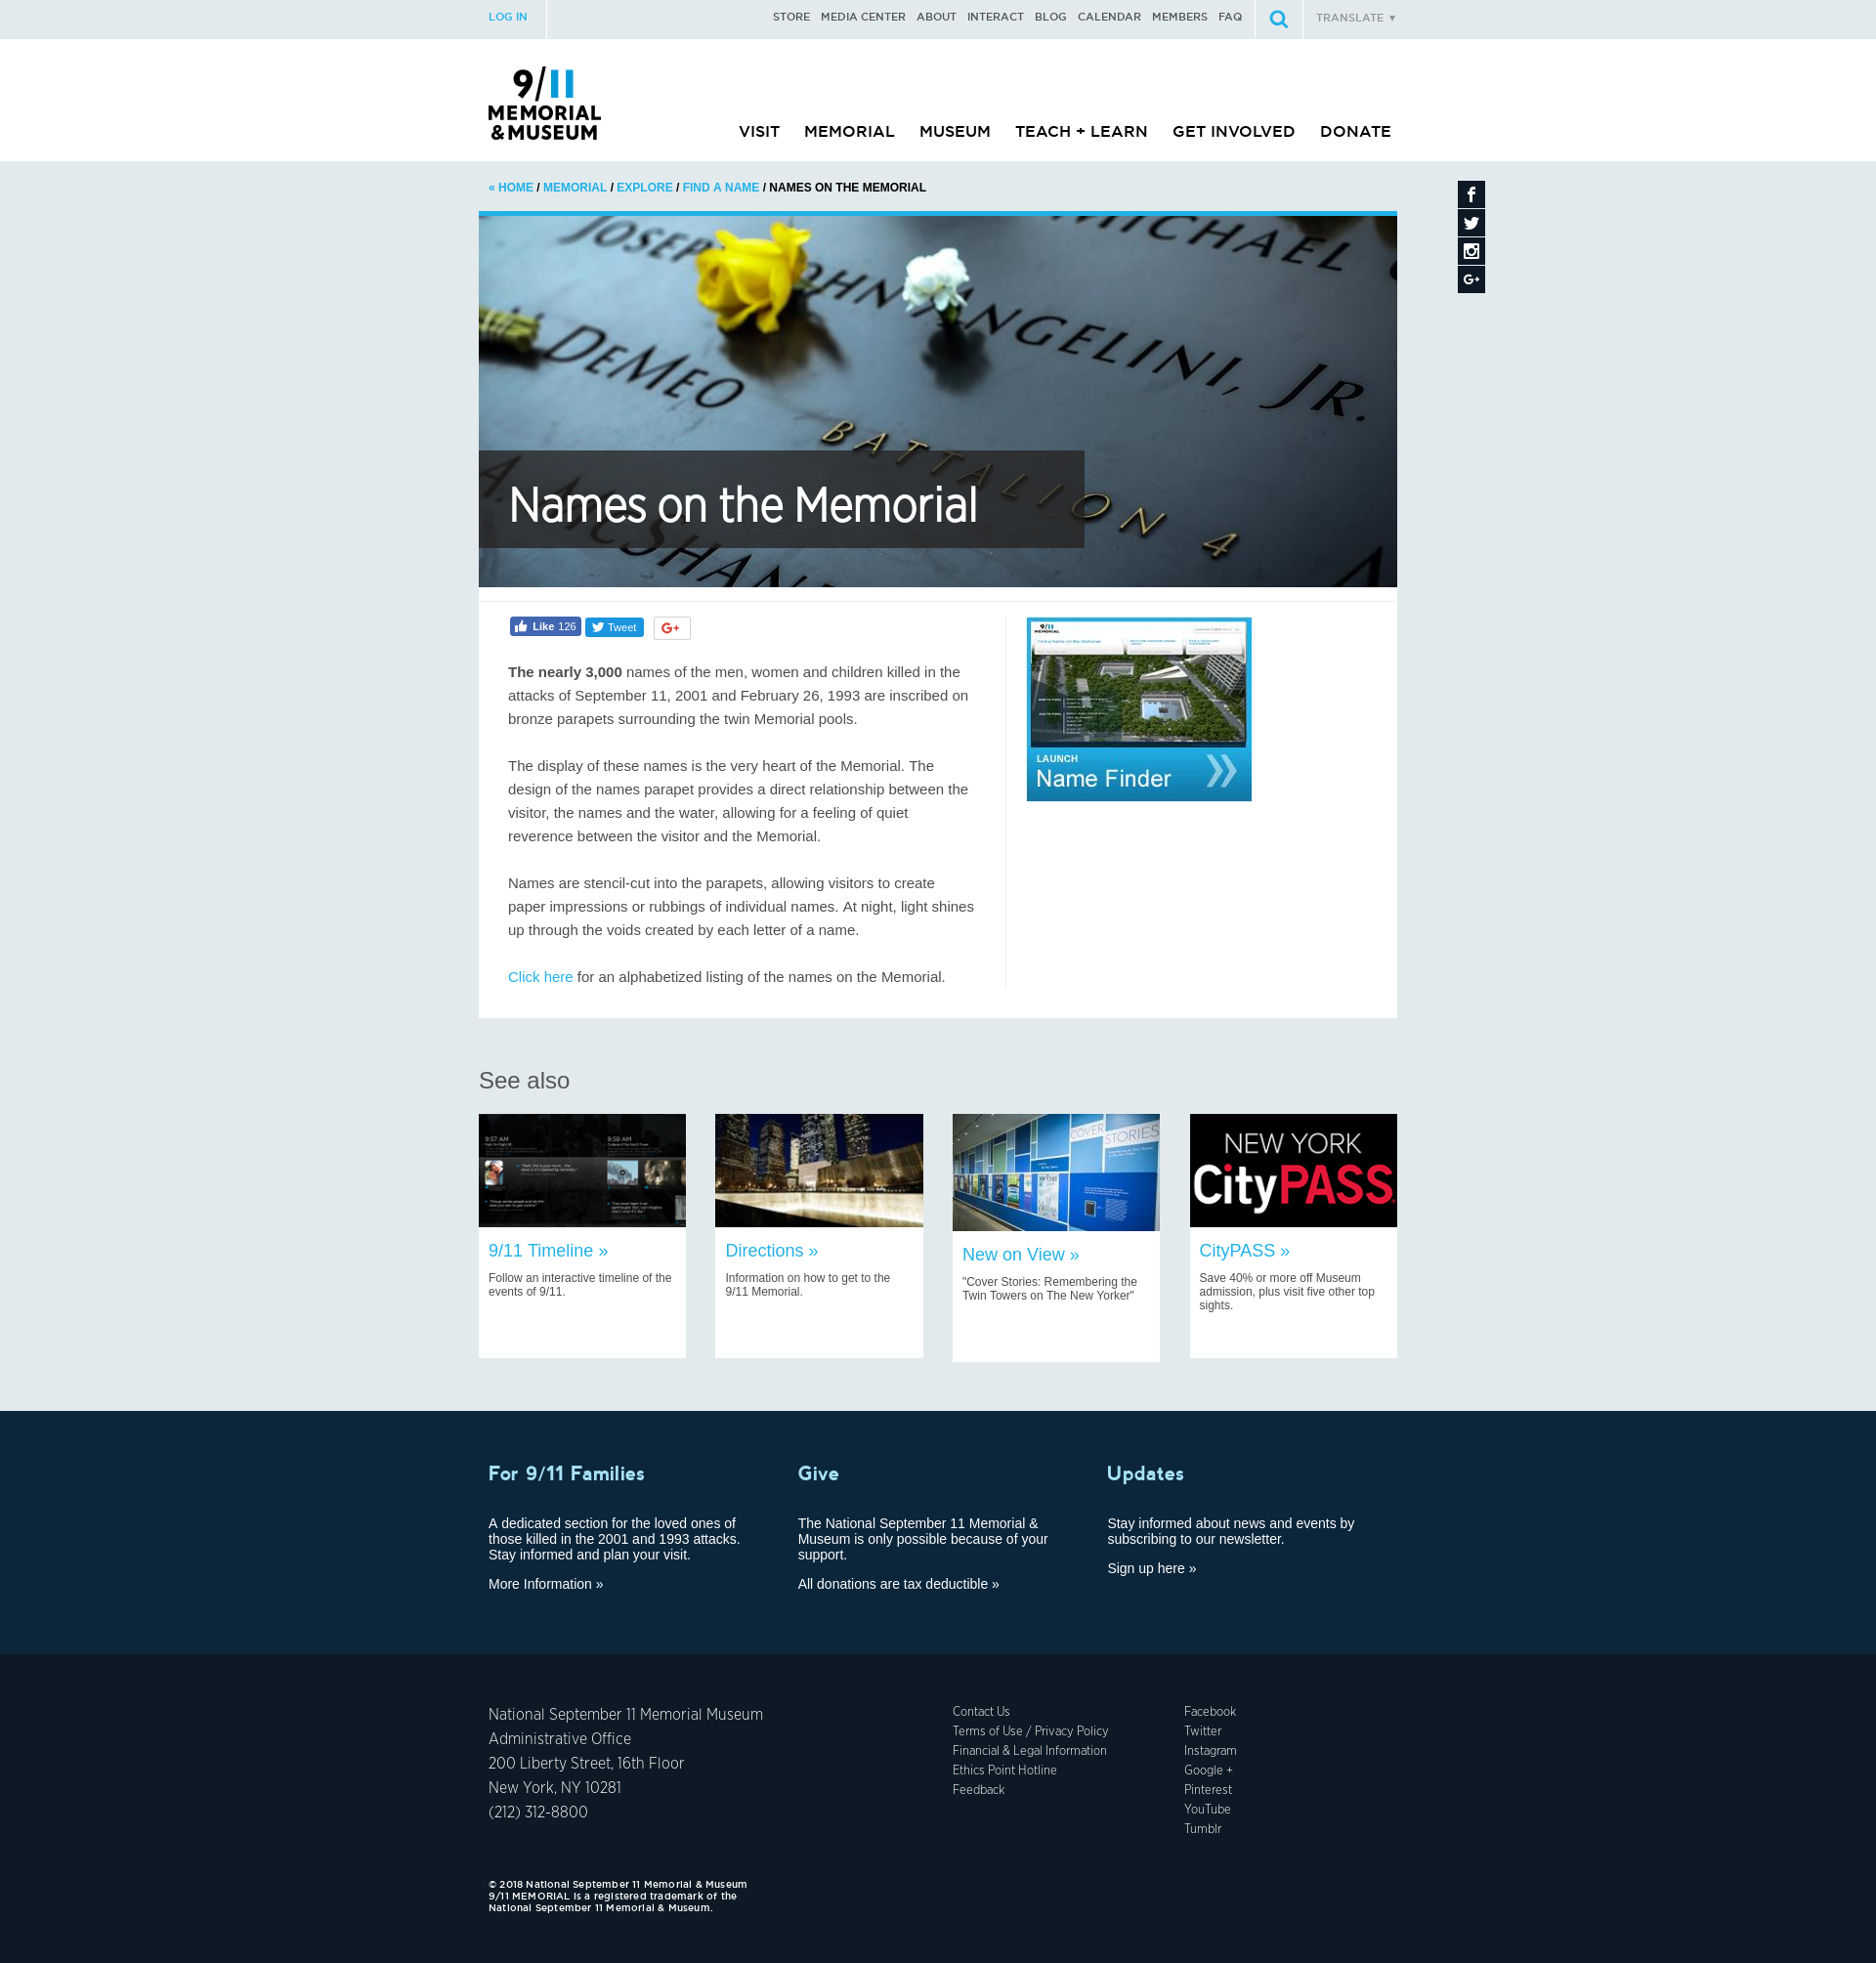 LOG IN
STORE MEDIA CENTER ABOUT INTERACT BLOG CALENDAR MEMBERS FAQ
TRANSLATE ▼
9/11
MEMORIAL
& MUSEUM
VISIT MEMORIAL MUSEUM TEACH + LEARN GET INVOLVED DONATE
« HOME / MEMORIAL / EXPLORE / FIND A NAME / NAMES ON THE MEMORIAL
JOSEPH JOHN ANGELINI, JR.
MICHAEL
DEMEO
BATTALION 4
Names on the Memorial
Like 126
Tweet
G+
The nearly 3,000 names of the men, women and children killed in the
attacks of September 11, 2001 and February 26, 1993 are inscribed on
bronze parapets surrounding the twin Memorial pools.
The display of these names is the very heart of the Memorial. The
design of the names parapet provides a direct relationship between the
visitor, the names and the water, allowing for a feeling of quiet
reverence between the visitor and the Memorial.
Names are stencil-cut into the parapets, allowing visitors to create
paper impressions or rubbings of individual names. At night, light shines
up through the voids created by each letter of a name.
Click here for an alphabetized listing of the names on the Memorial.
9/11
MEMORIAL
LAUNCH
Name Finder
See also
9:57 AM
9:59 AM
9/11 Timeline »
Follow an interactive timeline of the
events of 9/11.
Directions »
Information on how to get to the
9/11 Memorial.
COVER STORIES
New on View »
"Cover Stories: Remembering the
Twin Towers on The New Yorker"
NEW YORK
CityPASS
CityPASS »
Save 40% or more off Museum
admission, plus visit five other top
sights.
For 9/11 Families
A dedicated section for the loved ones of
those killed in the 2001 and 1993 attacks.
Stay informed and plan your visit.
More Information »
Give
The National September 11 Memorial &
Museum is only possible because of your
support.
All donations are tax deductible »
Updates
Stay informed about news and events by
subscribing to our newsletter.
Sign up here »
National September 11 Memorial Museum
Administrative Office
200 Liberty Street, 16th Floor
New York, NY 10281
(212) 312-8800
Contact Us
Terms of Use / Privacy Policy
Financial & Legal Information
Ethics Point Hotline
Feedback
Facebook
Twitter
Instagram
Google +
Pinterest
YouTube
Tumblr
© 2018 National September 11 Memorial & Museum
9/11 MEMORIAL is a registered trademark of the
National September 11 Memorial & Museum.